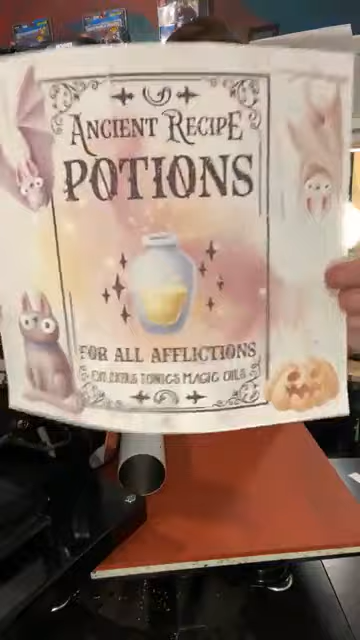 ANCIENT RECIPE
POTIONS
FOR ALL AFFLICTIONS
ELIXIRS TONICS MAGIC OILS